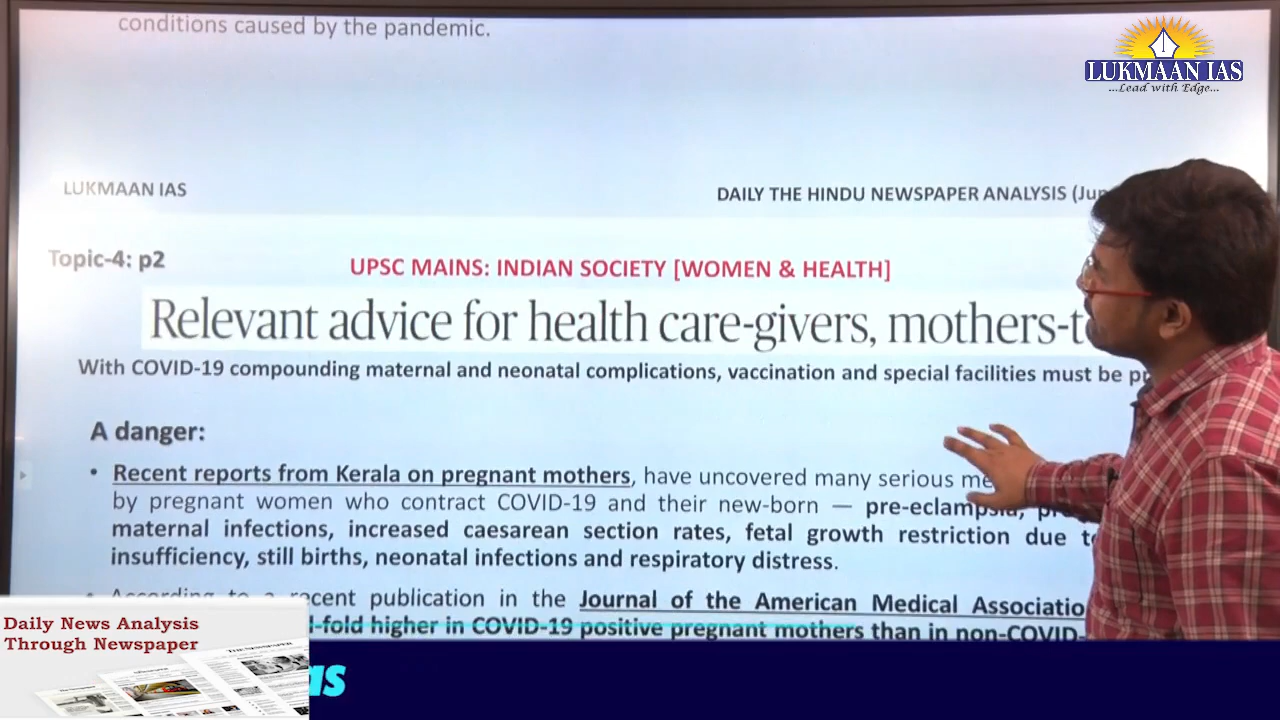 conditions caused by the pandemic.
LUKMAAN IAS
...Lead with Edge...
LUKMAAN IAS
DAILY THE HINDU NEWSPAPER ANALYSIS (Jun
Topic-4: p2
UPSC MAINS: INDIAN SOCIETY [WOMEN & HEALTH]
Relevant advice for health care-givers, mothers-t
With COVID-19 compounding maternal and neonatal complications, vaccination and special facilities must be
A danger:
• Recent reports from Kerala on pregnant mothers, have uncovered many serious
by pregnant women who contract COVID-19 and their new-born — pre-eclampsia,
maternal infections, increased caesarean section rates, fetal growth restriction due
insufficiency, still births, neonatal infections and respiratory distress.
According to a recent publication in the Journal of the American Medical Associatio
-fold higher in COVID-19 positive pregnant mothers than in non-COVID-
Daily News Analysis
Through Newspaper
as